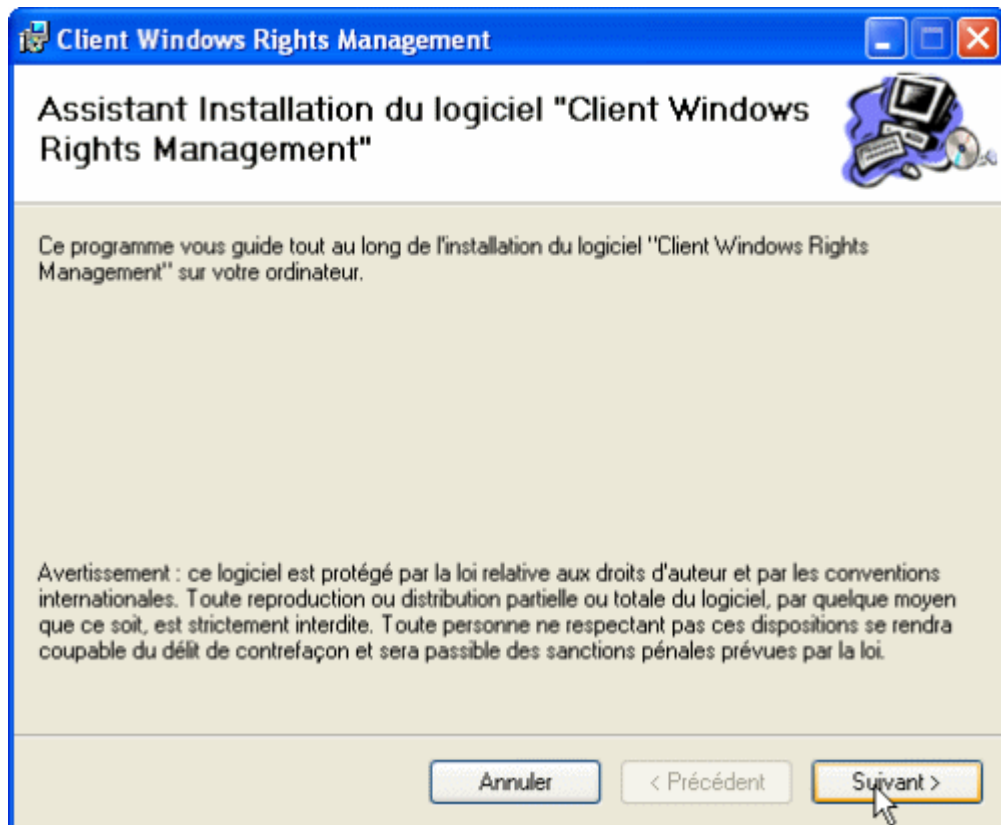 Client Windows Rights Management
Assistant Installation du logiciel "Client Windows
Rights Management"
Ce programme vous guide tout au long de l'installation du logiciel "Client Windows Rights
Management" sur votre ordinateur.
Avertissement : ce logiciel est protégé par la loi relative aux droits d'auteur et par les conventions
internationales. Toute reproduction ou distribution partielle ou totale du logiciel, par quelque moyen
que ce soit, est strictement interdite. Toute personne ne respectant pas ces dispositions se rendra
coupable du délit de contrefaçon et sera passible des sanctions pénales prévues par la loi.
Annuler < Précédent Suivant >